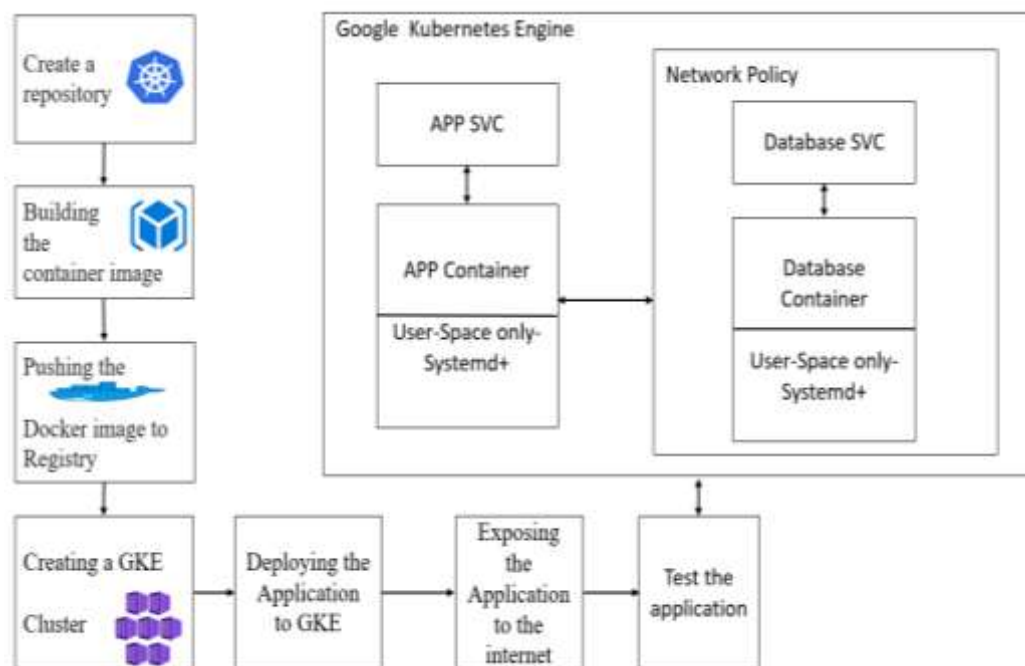 Create a
repository
Building
the
container image
Pushing the
Docker image to
Registry
Creating a GKE
Cluster
Deploying the
Application
to GKE
Exposing
the
Application
to the
internet
Test the
application
Google Kubernetes Engine
APP SVC
APP Container
User-Space only-
Systemd+
Network Policy
Database SVC
Database
Container
User-Space only-
Systemd+